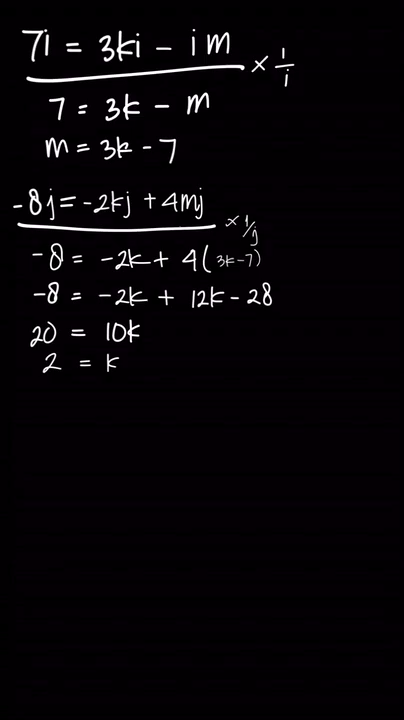 7i = 3ki - im × 1/i
7 = 3k - m
m = 3k - 7
-8j = -2kj + 4mj × 1/j
-8 = -2k + 4(3k-7)
-8 = -2k + 12k - 28
20 = 10k
2 = k